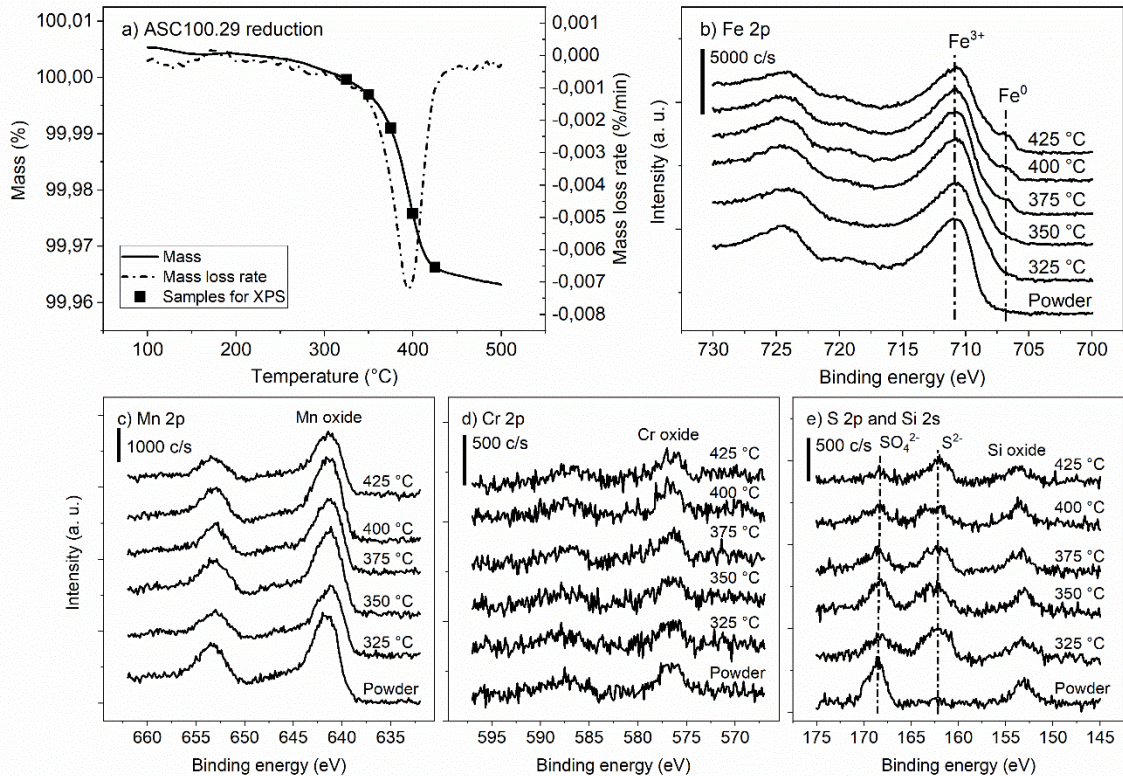 a) ASC100.29 reduction
100,01
100,00
99,99
99,98
99,97
99,96
Mass (%)
0,001
0,000
-0,001
-0,002
-0,003
-0,004
-0,005
-0,006
-0,007
-0,008
Mass loss rate (%/min)
Mass
Mass loss rate
Samples for XPS
100 200 300 400 500
Temperature (°C)
b) Fe 2p
5000 c/s
Fe³⁺
Fe⁰
425 °C
400 °C
375 °C
350 °C
325 °C
Powder
Intensity (a. u.)
730 725 720 715 710 705 700
Binding energy (eV)
c) Mn 2p
Mn oxide
1000 c/s
425 °C
400 °C
375 °C
350 °C
325 °C
Powder
Intensity (a. u.)
660 655 650 645 640 635
Binding energy (eV)
d) Cr 2p
Cr oxide
500 c/s
425 °C
400 °C
375 °C
350 °C
325 °C
Powder
595 590 585 580 575 570
Binding energy (eV)
e) S 2p and Si 2s
500 c/s
SO₄²⁻
S²⁻
Si oxide
425 °C
400 °C
375 °C
350 °C
325 °C
Powder
175 170 165 160 155 150 145
Binding energy (eV)